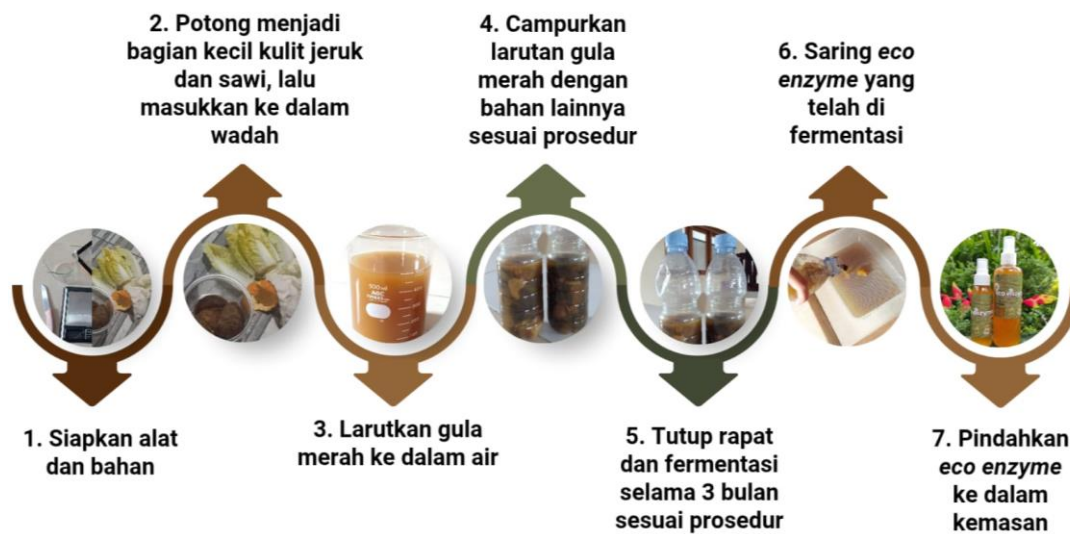 1. Siapkan alat
dan bahan
2. Potong menjadi
bagian kecil kulit jeruk
dan sawi, lalu
masukkan ke dalam
wadah
3. Larutkan gula
merah ke dalam air
4. Campurkan
larutan gula
merah dengan
bahan lainnya
sesuai prosedur
5. Tutup rapat
dan fermentasi
selama 3 bulan
sesuai prosedur
6. Saring eco
enzyme yang
telah di
fermentasi
7. Pindahkan
eco enzyme
ke dalam
kemasan